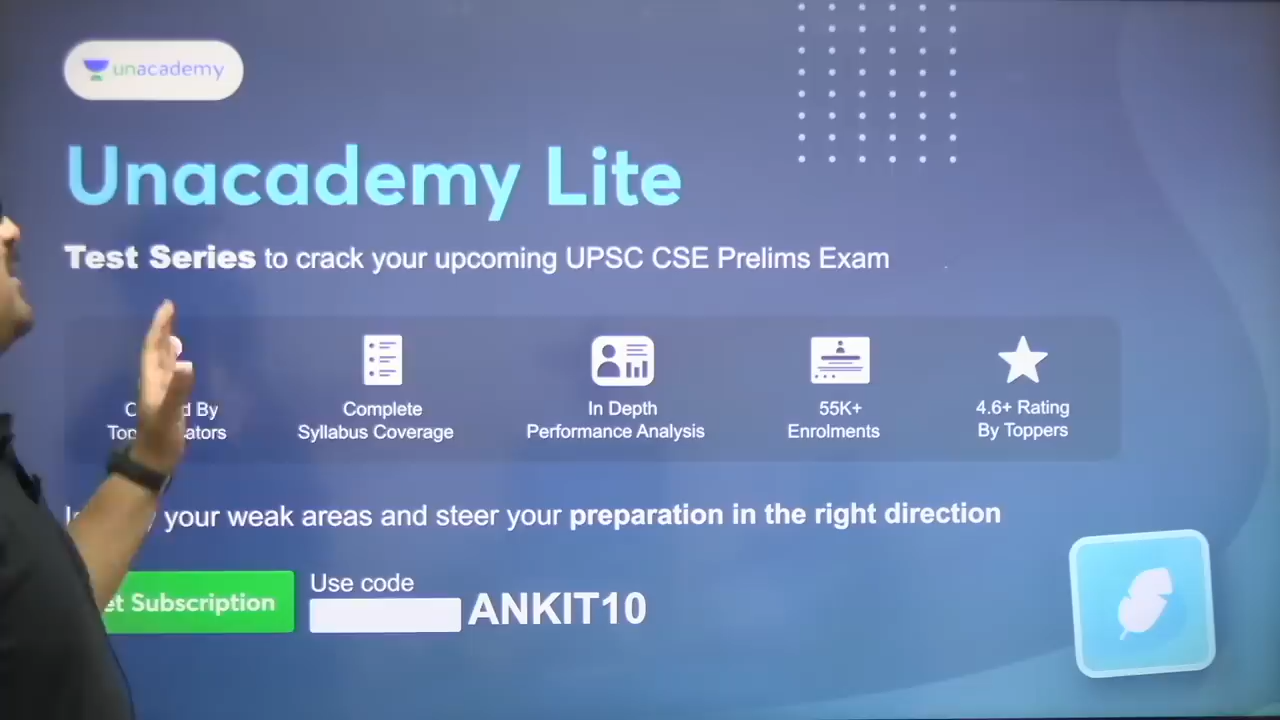 unacademy
Unacademy Lite
Test Series to crack your upcoming UPSC CSE Prelims Exam
By
Complete
Syllabus Coverage
In Depth
Performance Analysis
55K+
Enrolments
4.6+ Rating
By Toppers
your weak areas and steer your preparation in the right direction
Subscription
Use code
ANKIT10